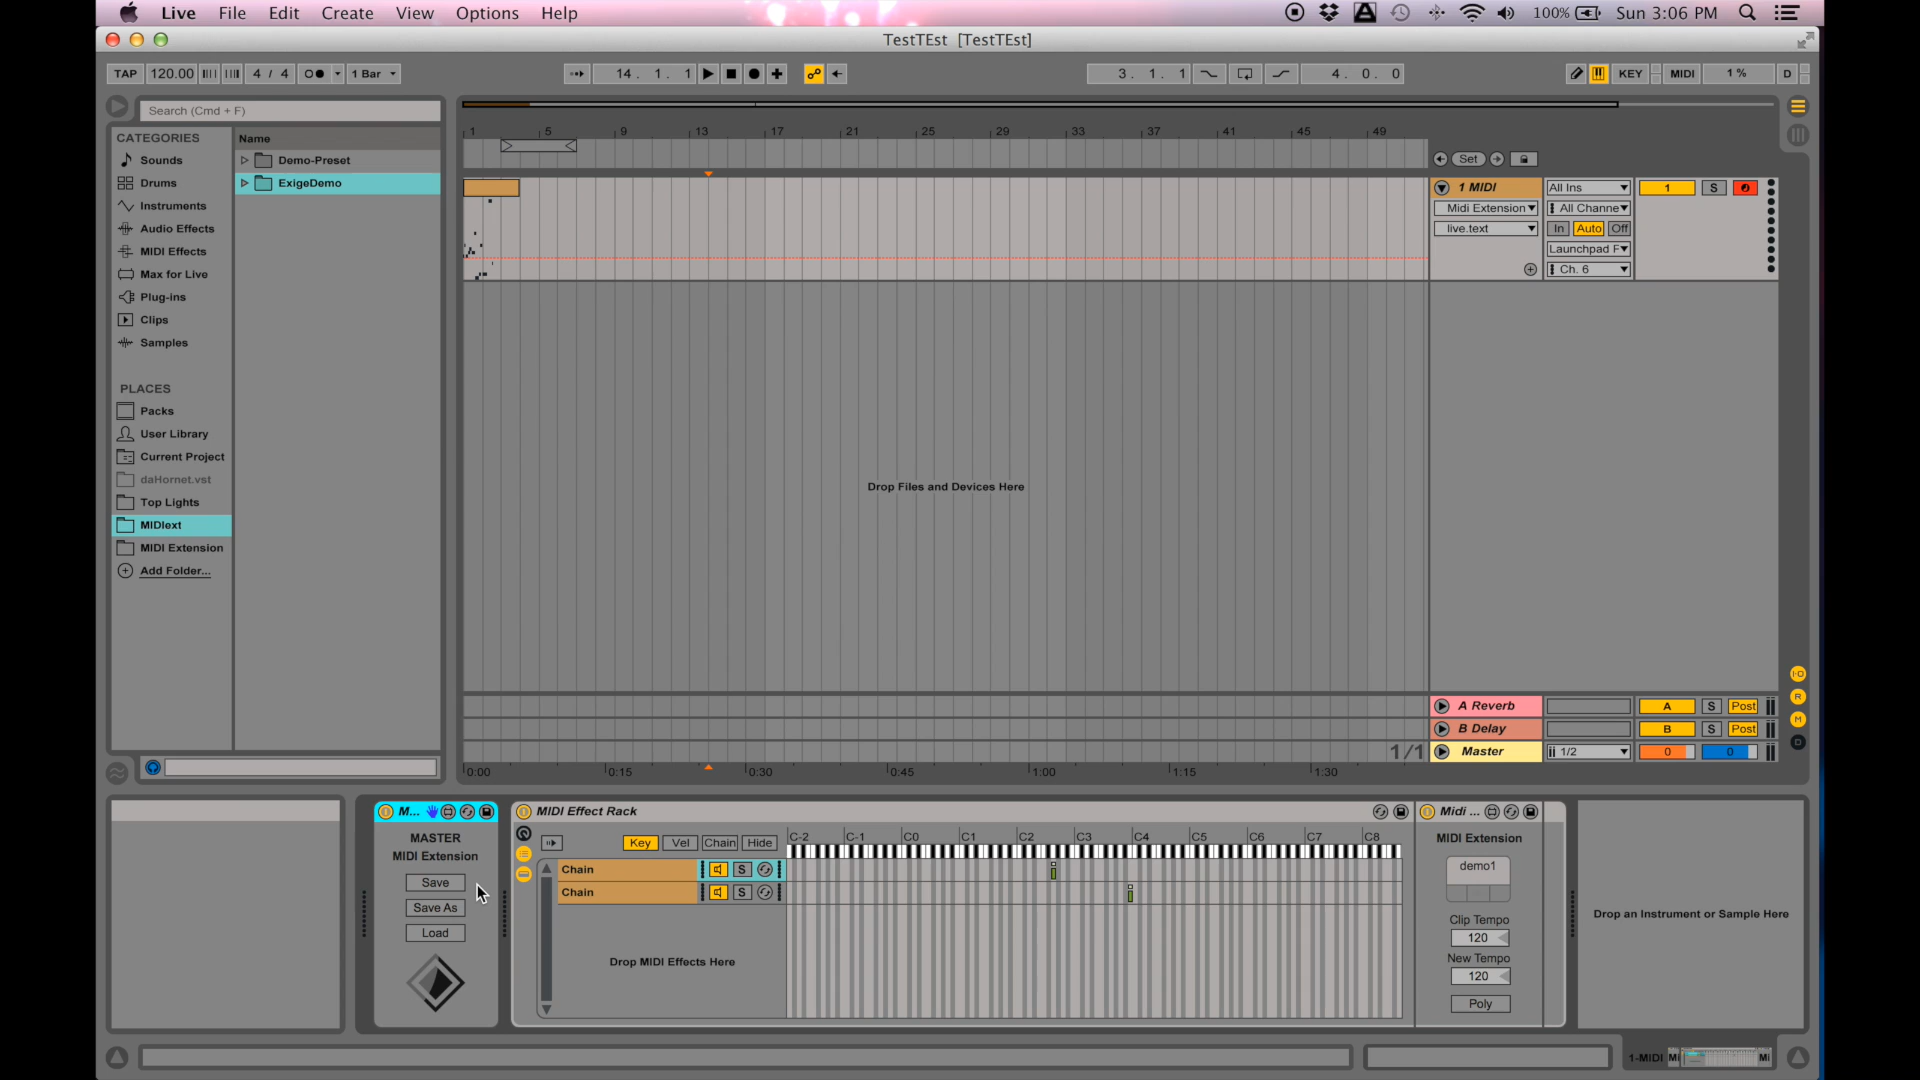 Live File Edit Create View Options Help 100% Sun 3:06 PM
TestTEst [TestTEst]
TAP 120.00 4 / 4 1 Bar 14. 1. 1 3. 1. 1 4. 0. 0 KEY MIDI 1 % D
Search (Cmd + F)
CATEGORIES
Sounds
Drums
Instruments
Audio Effects
MIDI Effects
Max for Live
Plug-ins
Clips
Samples
PLACES
Packs
User Library
Current Project
daHornet.vst
Top Lights
MIDIext
MIDI Extension
Add Folder...
Name
Demo-Preset
ExigeDemo
1 5 9 13 17 21 25 29 33 37 41 45 49
Set
1 MIDI All Ins 1 S
Midi Extension All Channe
live.text In Auto Off
Launchpad F
Ch. 6
Drop Files and Devices Here
A Reverb A S Post
B Delay B S Post
1/1 Master 1/2 0 0
0:00 0:15 0:30 0:45 1:00 1:15 1:30
I·O
R
M
D
M...
MASTER
MIDI Extension
Save
Save As
Load
MIDI Effect Rack
Key Vel Chain Hide
C-2 C-1 C0 C1 C2 C3 C4 C5 C6 C7 C8
Chain S
Chain S
Drop MIDI Effects Here
Midi ...
MIDI Extension
demo1
Clip Tempo
120
New Tempo
120
Poly
Drop an Instrument or Sample Here
1-MIDI Mi Mi